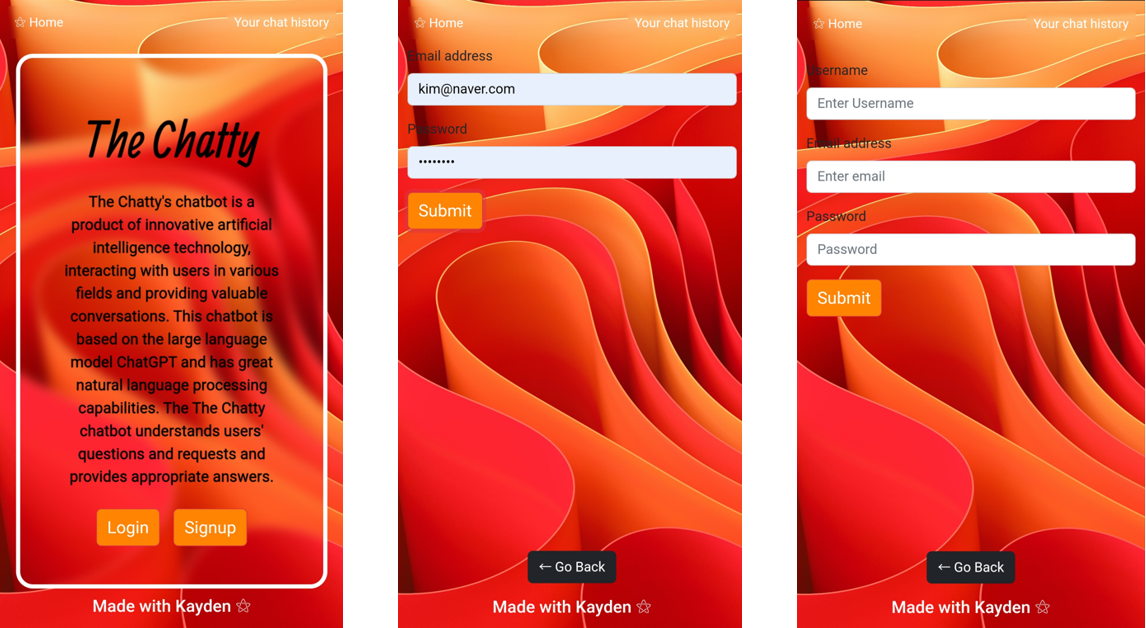 ☆ Home
Your chat history
The Chatty
The Chatty's chatbot is a
product of innovative artificial
intelligence technology,
interacting with users in various
fields and providing valuable
conversations. This chatbot is
based on the large language
model ChatGPT and has great
natural language processing
capabilities. The The Chatty
chatbot understands users'
questions and requests and
provides appropriate answers.
Login
Signup
Made with Kayden ☆
☆ Home
Your chat history
Email address
kim@naver.com
Password
••••••••
Submit
← Go Back
Made with Kayden ☆
☆ Home
Your chat history
Username
Enter Username
Email address
Enter email
Password
Password
Submit
← Go Back
Made with Kayden ☆